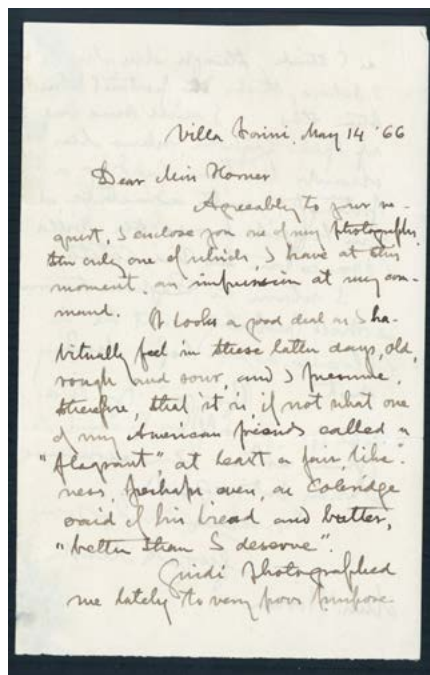 Villa Forini, May 14 '66
Dear Miss Horner
Agreeably to your re-
quest, I enclose you one of my photographs,
the only one of which, I have at this
moment, an impression at my com-
mand. It looks a good deal as I ha-
bitually feel in these latter days, old,
rough and sour, and I presume,
therefore, that it is, if not what one
of my American friends called a
"flagrant", at least a fair like-
ness, perhaps even, as Coleridge
said of his bread and butter,
"better than I deserve".
Guidi photographed
me lately to very poor purpose